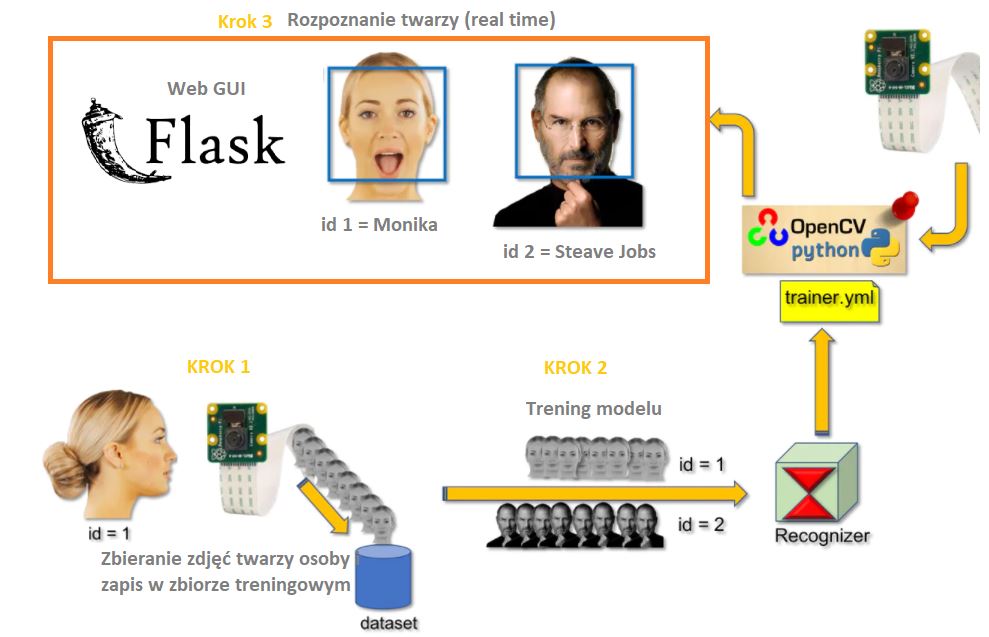 Krok 3 Rozpoznanie twarzy (real time)
Web GUI
Flask
id 1 = Monika
id 2 = Steave Jobs
OpenCV
python
trainer.yml
KROK 1
KROK 2
Trening modelu
id = 1
id = 2
Recognizer
id = 1
Zbieranie zdjęć twarzy osoby i
zapis w zbiorze treningowym
dataset